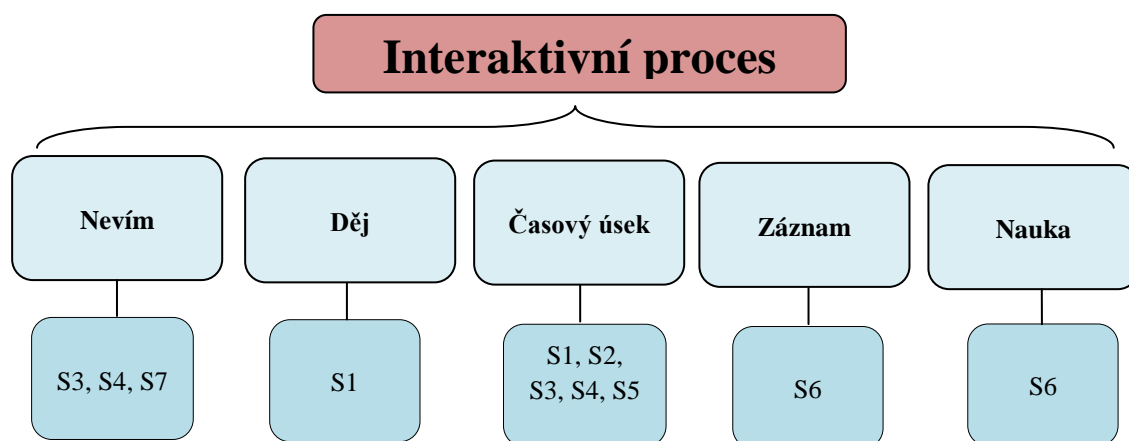 Interaktivní proces
Nevím
Děj
Časový úsek
Záznam
Nauka
S3, S4, S7
S1
S1, S2,
S3, S4, S5
S6
S6